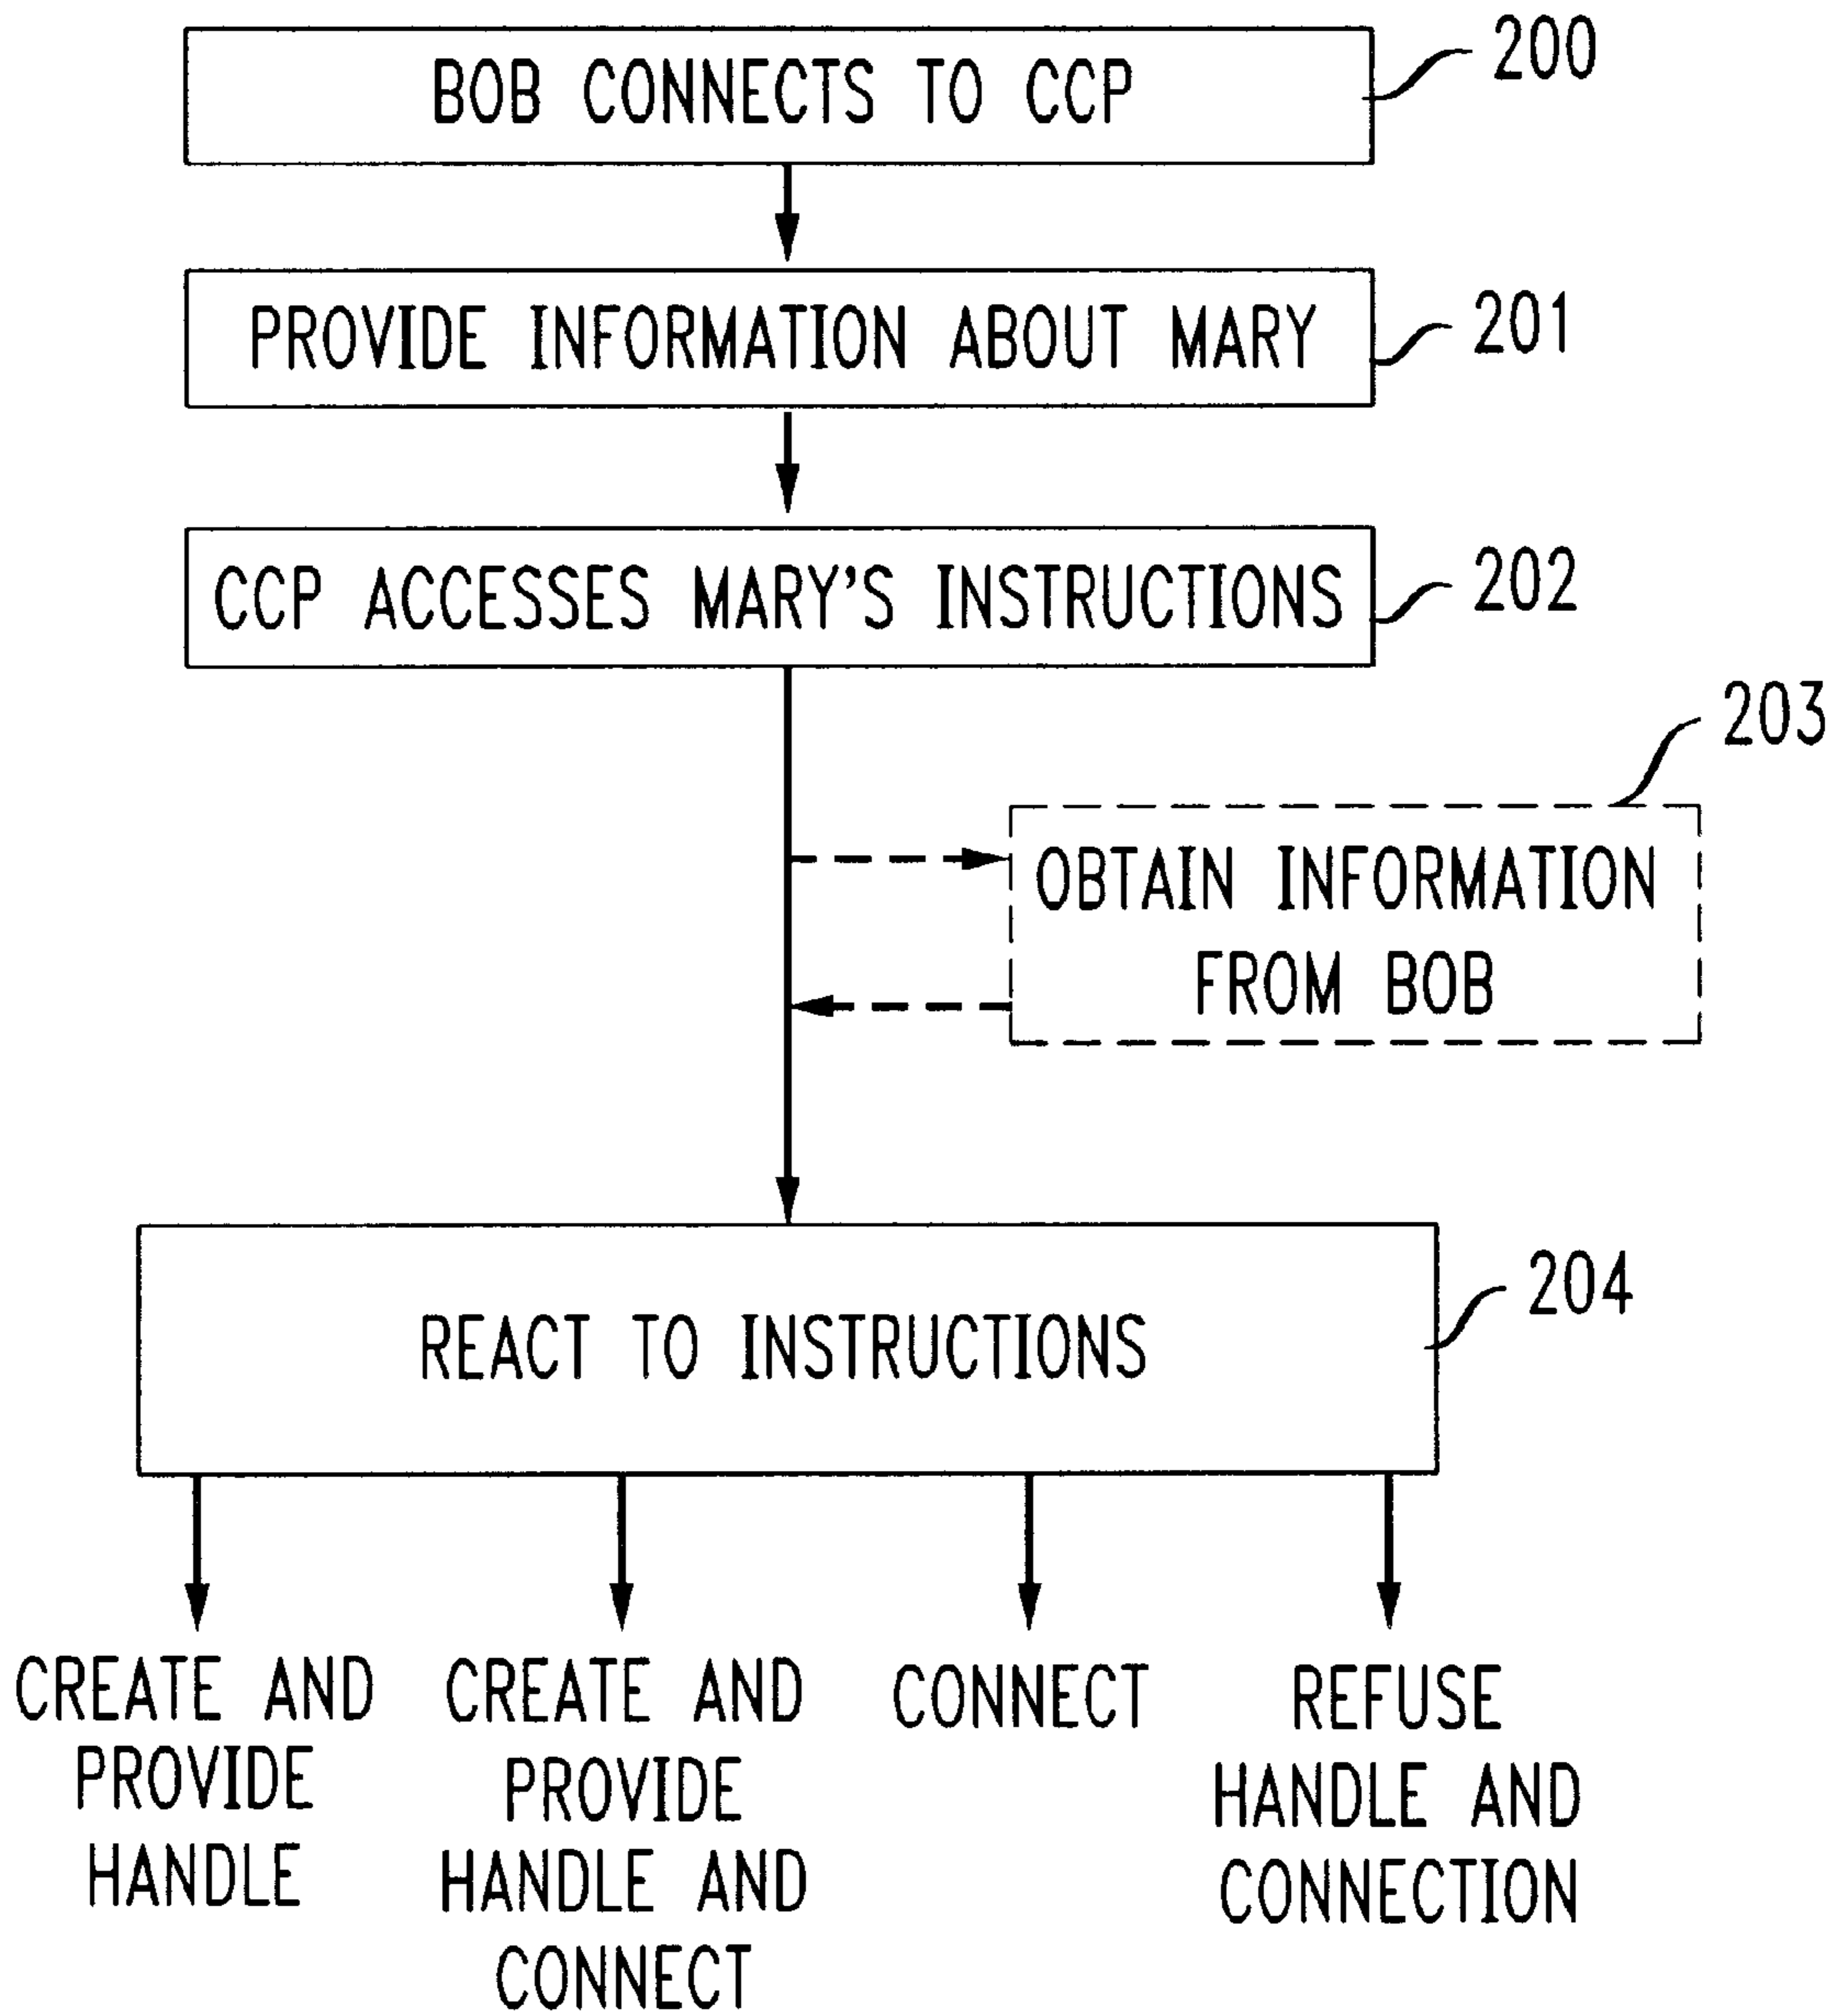 BOB CONNECTS TO CCP
200
PROVIDE INFORMATION ABOUT MARY
201
CCP ACCESSES MARY'S INSTRUCTIONS
202
203
OBTAIN INFORMATION
FROM BOB
REACT TO INSTRUCTIONS
204
CREATE AND
PROVIDE
HANDLE
CREATE AND
PROVIDE
HANDLE AND
CONNECT
CONNECT
REFUSE
HANDLE AND
CONNECTION